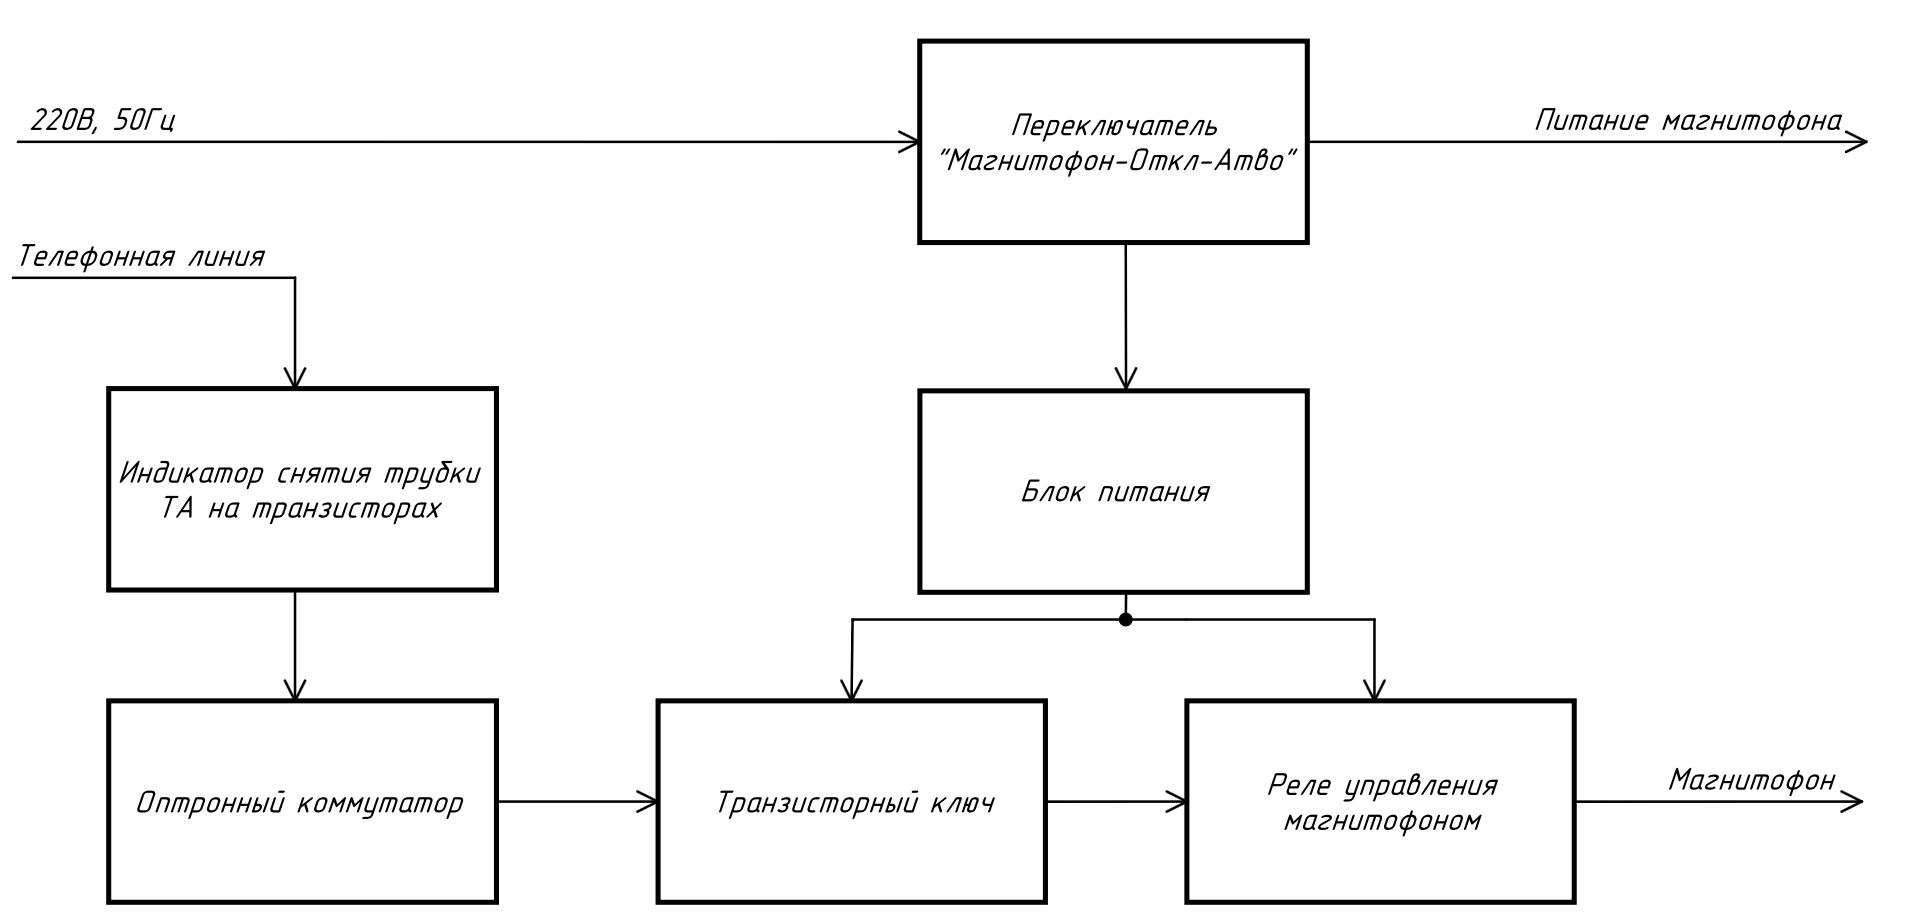 220В, 50Гц
Переключатель
"Магнитофон-Откл-Атво"
Питание магнитофона
Телефонная линия
Индикатор снятия трубки
ТА на транзисторах
Блок питания
Оптронный коммутатор
Транзисторный ключ
Реле управления
магнитофоном
Магнитофон